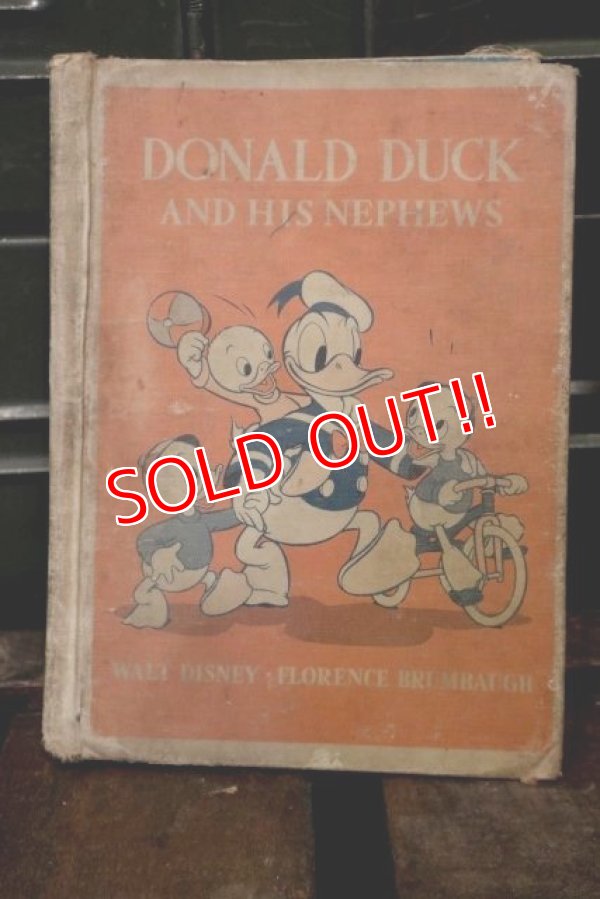 DONALD DUCK
AND HIS NEPHEWS
SOLD OUT!!
WALT DISNEY · FLORENCE BRUMBAUGH